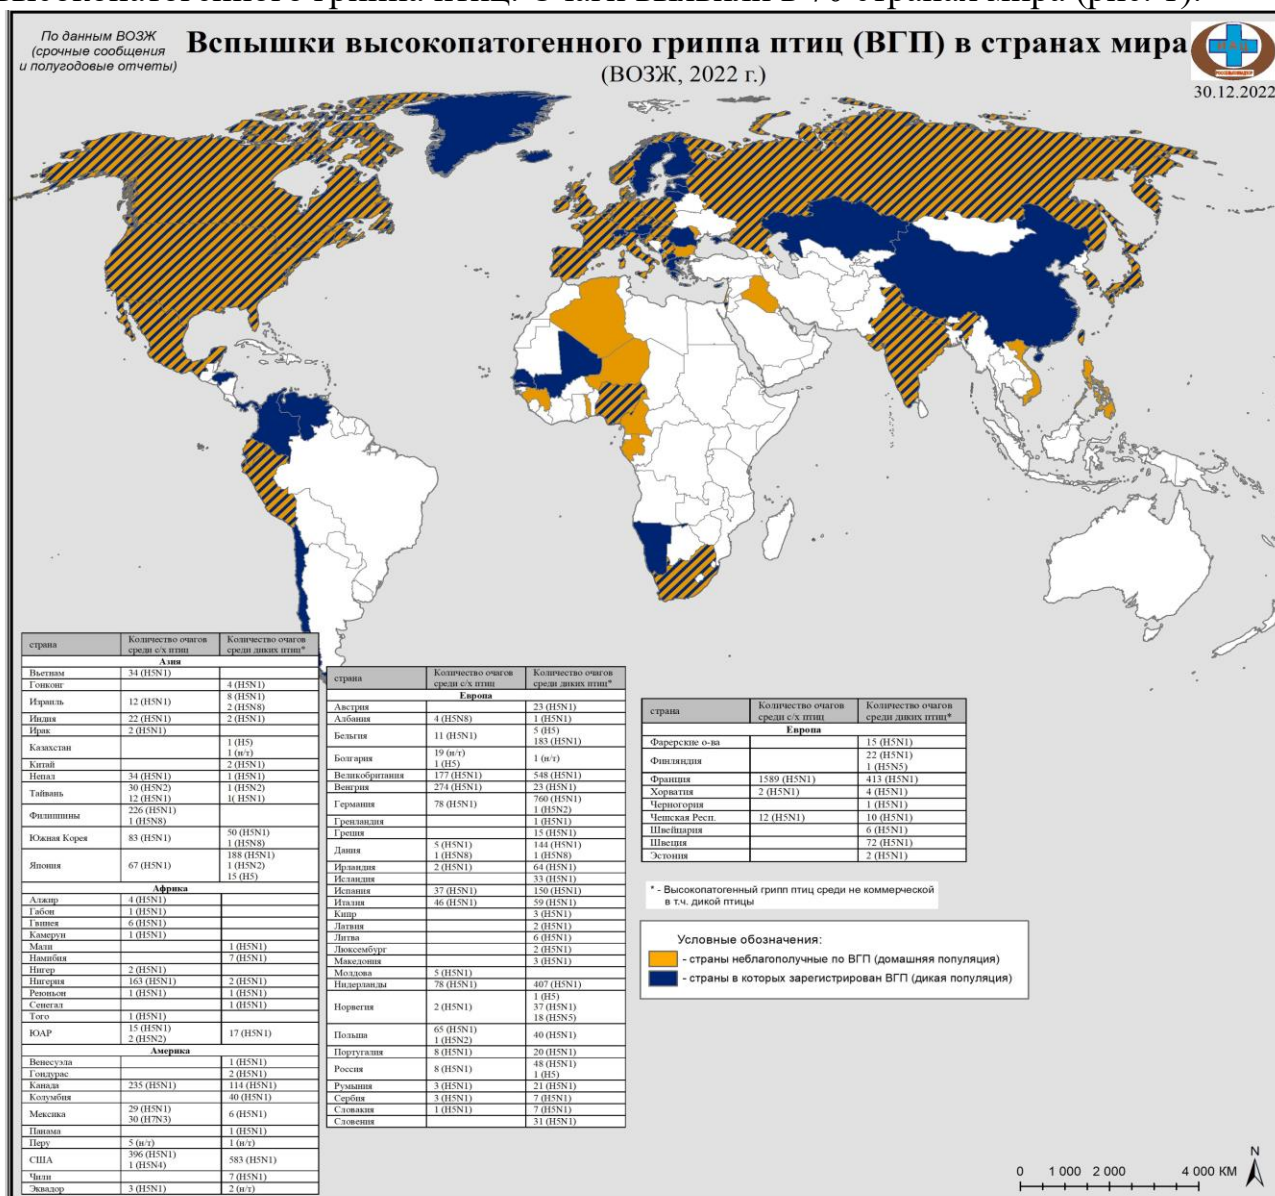 По данным ВОЗЖ
(срочные сообщения
и полугодовые отчеты)
Вспышки высокопатогенного гриппа птиц (ВГП) в странах мира
(ВОЗЖ, 2022 г.)
30.12.2022
страна Количество очагов среди с/х птиц Количество очагов среди диких птиц*
Азия
Вьетнам 34 (H5N1)
Гонконг 4 (H5N1)
Израиль 12 (H5N1) 8 (H5N1)
2 (H5N8)
Индия 22 (H5N1) 2 (H5N1)
Ирак 2 (H5N1)
Казахстан 1 (H5)
1 (н/т)
Китай 2 (H5N1)
Непал 34 (H5N1) 1 (H5N1)
Тайвань 30 (H5N2) 1 (H5N2)
12 (H5N1) 1( H5N1)
Филиппины 226 (H5N1)
1 (H5N8)
Южная Корея 83 (H5N1) 50 (H5N1)
1 (H5N8)
Япония 67 (H5N1) 188 (H5N1)
1 (H5N2)
15 (H5)
Африка
Алжир 4 (H5N1)
Габон 1 (H5N1)
Гвинея 6 (H5N1)
Камерун 1 (H5N1)
Мали 1 (H5N1)
Намибия 7 (H5N1)
Нигер 2 (H5N1)
Нигерия 163 (H5N1) 2 (H5N1)
Реюньон 1 (H5N1) 1 (H5N1)
Сенегал 1 (H5N1)
Того 1 (H5N1)
ЮАР 15 (H5N1) 17 (H5N1)
2 (H5N2)
Америка
Венесуэла 1 (H5N1)
Гондурас 2 (H5N1)
Канада 235 (H5N1) 114 (H5N1)
Колумбия 40 (H5N1)
Мексика 29 (H5N1) 6 (H5N1)
30 (H7N3)
Панама 1 (H5N1)
Перу 5 (н/т) 1 (н/т)
США 396 (H5N1) 583 (H5N1)
1 (H5N4)
Чили 7 (H5N1)
Эквадор 3 (H5N1) 2 (н/т)
страна Количество очагов среди с/х птиц Количество очагов среди диких птиц*
Европа
Австрия 23 (H5N1)
Албания 4 (H5N8) 1 (H5N1)
Бельгия 11 (H5N1) 5 (H5)
183 (H5N1)
Болгария 19 (н/т) 1 (н/т)
1 (H5)
Великобритания 177 (H5N1) 548 (H5N1)
Венгрия 274 (H5N1) 23 (H5N1)
Германия 78 (H5N1) 760 (H5N1)
1 (H5N2)
Гренландия 1 (H5N1)
Греция 15 (H5N1)
Дания 5 (H5N1) 144 (H5N1)
1 (H5N8) 1 (H5N8)
Ирландия 2 (H5N1) 64 (H5N1)
Исландия 33 (H5N1)
Испания 37 (H5N1) 150 (H5N1)
Италия 46 (H5N1) 59 (H5N1)
Кипр 3 (H5N1)
Латвия 2 (H5N1)
Литва 6 (H5N1)
Люксембург 2 (H5N1)
Македония 3 (H5N1)
Молдова 5 (H5N1)
Нидерланды 78 (H5N1) 407 (H5N1)
Норвегия 2 (H5N1) 1 (H5)
37 (H5N1)
18 (H5N5)
Польша 65 (H5N1) 40 (H5N1)
1 (H5N2)
Португалия 8 (H5N1) 20 (H5N1)
Россия 8 (H5N1) 48 (H5N1)
1 (H5)
Румыния 3 (H5N1) 21 (H5N1)
Сербия 3 (H5N1) 7 (H5N1)
Словакия 1 (H5N1) 7 (H5N1)
Словения 31 (H5N1)
страна Количество очагов среди с/х птиц Количество очагов среди диких птиц*
Европа
Фарерские о-ва 15 (H5N1)
Финляндия 22 (H5N1)
1 (H5N5)
Франция 1589 (H5N1) 413 (H5N1)
Хорватия 2 (H5N1) 4 (H5N1)
Черногория 1 (H5N1)
Чешская Респ. 12 (H5N1) 10 (H5N1)
Швейцария 6 (H5N1)
Швеция 72 (H5N1)
Эстония 2 (H5N1)
* - Высокопатогенный грипп птиц среди не коммерческой
в т.ч. дикой птицы
Условные обозначения:
- страны неблагополучные по ВГП (домашняя популяция)
- страны в которых зарегистрирован ВГП (дикая популяция)
0 1 000 2 000 4 000 КМ
N